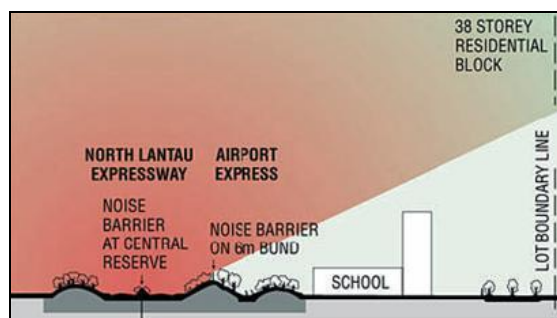 38 STOREY
RESIDENTIAL
BLOCK
NORTH LANTAU
EXPRESSWAY
AIRPORT
EXPRESS
NOISE
BARRIER
AT CENTRAL
RESERVE
NOISE BARRIER
ON 6m BUND
SCHOOL
LOT BOUNDARY LINE